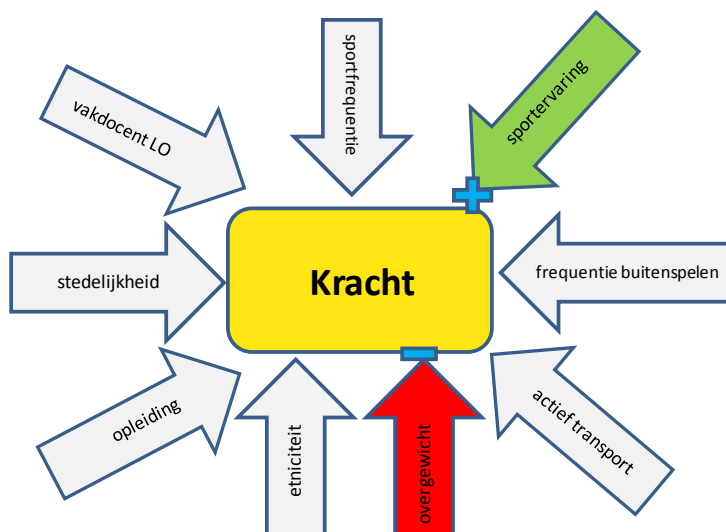 sportfrequentie
sportervaring
vakdocent LO
stedelijkheid
Kracht
frequentie buitenspelen
opleiding
etniciteit
overgewicht
actief transport